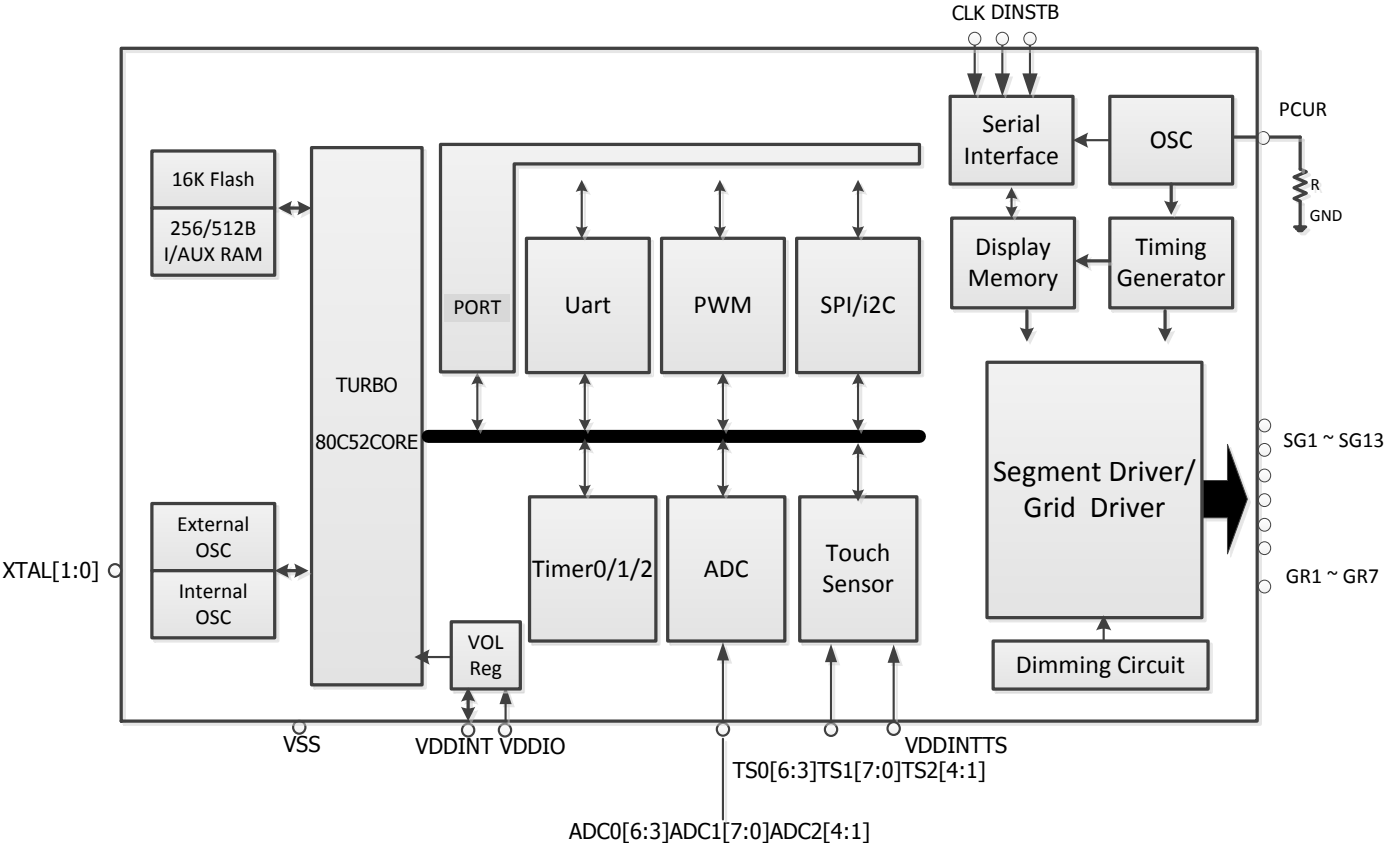 CLK DINSTB
PCUR
Serial
Interface
OSC
R
GND
16K Flash
256/512B
I/AUX RAM
Display
Memory
Timing
Generator
PORT
Uart
PWM
SPI/i2C
TURBO
80C52CORE
SG1 ~ SG13
Segment Driver/
Grid Driver
External
OSC
XTAL[1:0]
Internal
OSC
Timer0/1/2
ADC
Touch
Sensor
GR1 ~ GR7
VOL
Reg
Dimming Circuit
VSS
VDDINT VDDIO
VDDINTTS
TS0[6:3]TS1[7:0]TS2[4:1]
ADC0[6:3]ADC1[7:0]ADC2[4:1]